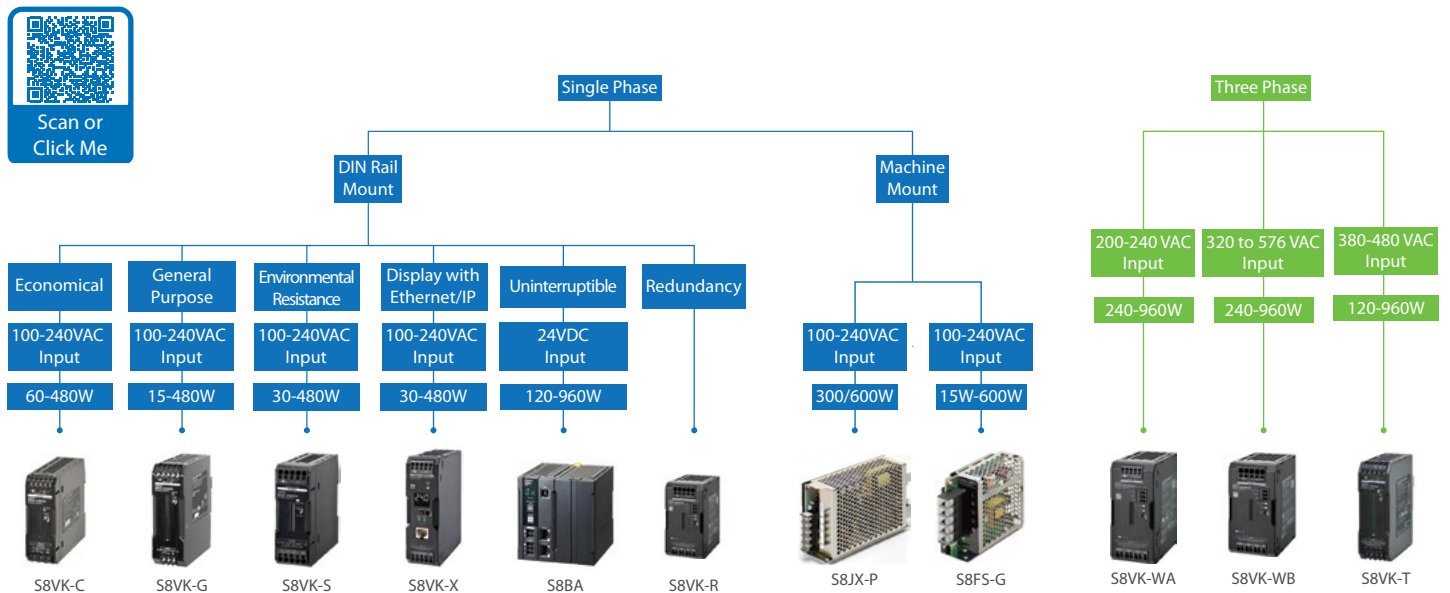 Scan or
Click Me
Single Phase
Three Phase
DIN Rail
Mount
Machine
Mount
Economical
General
Purpose
Environmental
Resistance
Display with
Ethernet/IP
Uninterruptible
Redundancy
200-240 VAC
Input
320 to 576 VAC
Input
380-480 VAC
Input
100-240VAC
Input
100-240VAC
Input
100-240VAC
Input
100-240VAC
Input
24VDC
Input
100-240VAC
Input
100-240VAC
Input
240-960W
240-960W
120-960W
60-480W
15-480W
30-480W
30-480W
120-960W
300/600W
15W-600W
S8VK-C
S8VK-G
S8VK-S
S8VK-X
S8BA
S8VK-R
S8JX-P
S8FS-G
S8VK-WA
S8VK-WB
S8VK-T